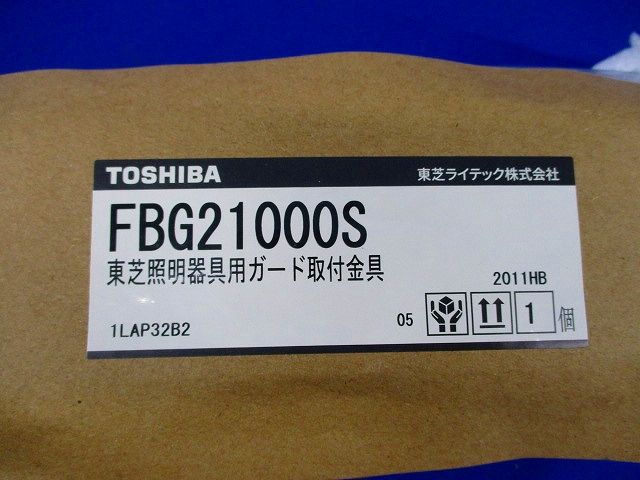 TOSHIBA 東芝ライテック株式会社
FBG21000S
東芝照明器具用ガード取付金具
2011HB
1LAP32B2 05 1 個